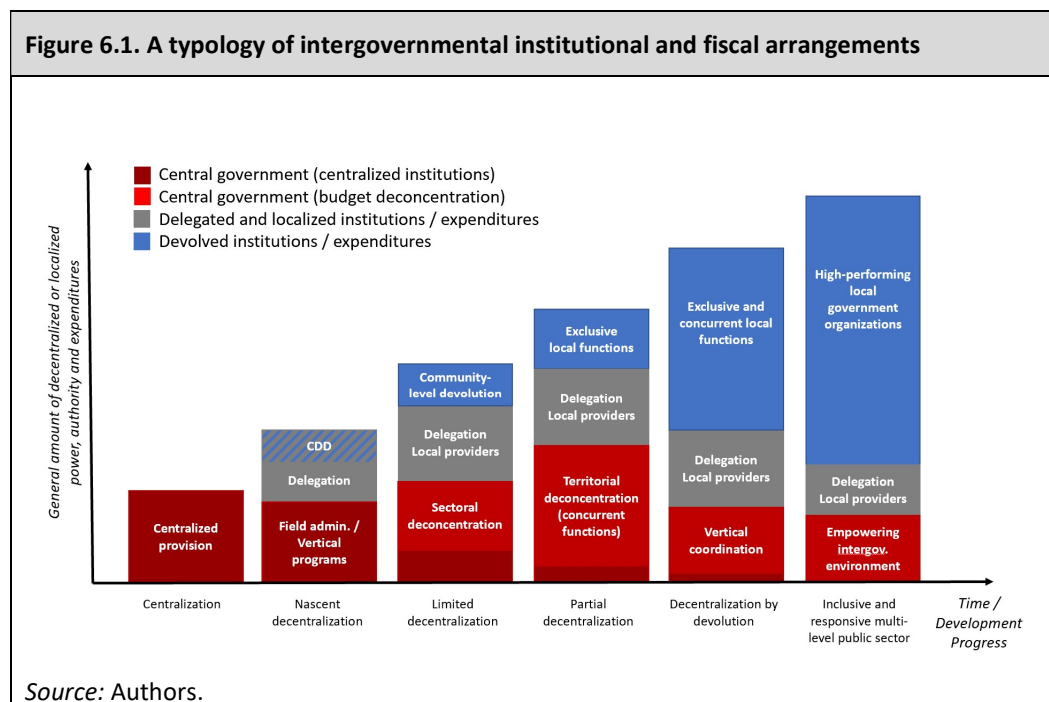 Figure 6.1. A typology of intergovernmental institutional and fiscal arrangements
General amount of decentralized or localized
power, authority and expenditures
Central government (centralized institutions)
Central government (budget deconcentration)
Delegated and localized institutions / expenditures
Devolved institutions / expenditures
Centralized
provision
CDD
Delegation
Field admin. /
Vertical
programs
Community-
level devolution
Delegation
Local providers
Sectoral
deconcentration
Exclusive
local functions
Delegation
Local providers
Territorial
deconcentration
(concurrent
functions)
Exclusive and
concurrent local
functions
Delegation
Local providers
Vertical
coordination
High-performing
local
government
organizations
Delegation
Local providers
Empowering
intergov.
environment
Centralization
Nascent
decentralization
Limited
decentralization
Partial
decentralization
Decentralization by
devolution
Inclusive and
responsive multi-
level public sector
Time /
Development
Progress
Source: Authors.